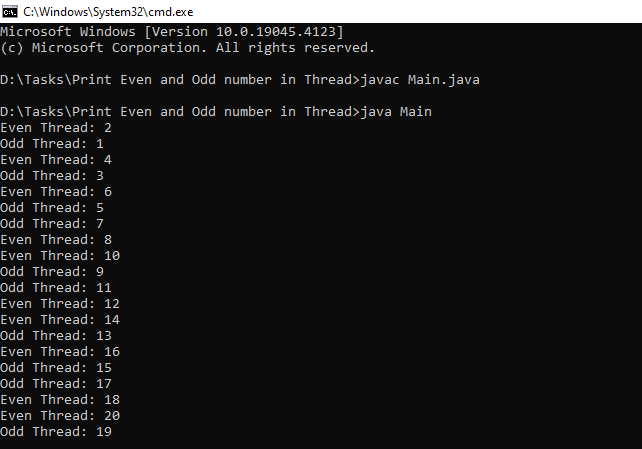 C:\Windows\System32\cmd.exe
Microsoft Windows [Version 10.0.19045.4123]
(c) Microsoft Corporation. All rights reserved.
D:\Tasks\Print Even and Odd number in Thread>javac Main.java
D:\Tasks\Print Even and Odd number in Thread>java Main
Even Thread: 2
Odd Thread: 1
Even Thread: 4
Odd Thread: 3
Even Thread: 6
Odd Thread: 5
Odd Thread: 7
Even Thread: 8
Even Thread: 10
Odd Thread: 9
Odd Thread: 11
Even Thread: 12
Even Thread: 14
Odd Thread: 13
Even Thread: 16
Odd Thread: 15
Odd Thread: 17
Even Thread: 18
Even Thread: 20
Odd Thread: 19